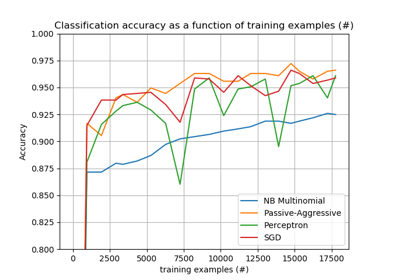 Classification accuracy as a function of training examples (#)
1.000
0.975
0.950
0.925
0.900
0.875
0.850
0.825
0.800
Accuracy
NB Multinomial
Passive-Aggressive
Perceptron
SGD
0 2500 5000 7500 10000 12500 15000 17500
training examples (#)